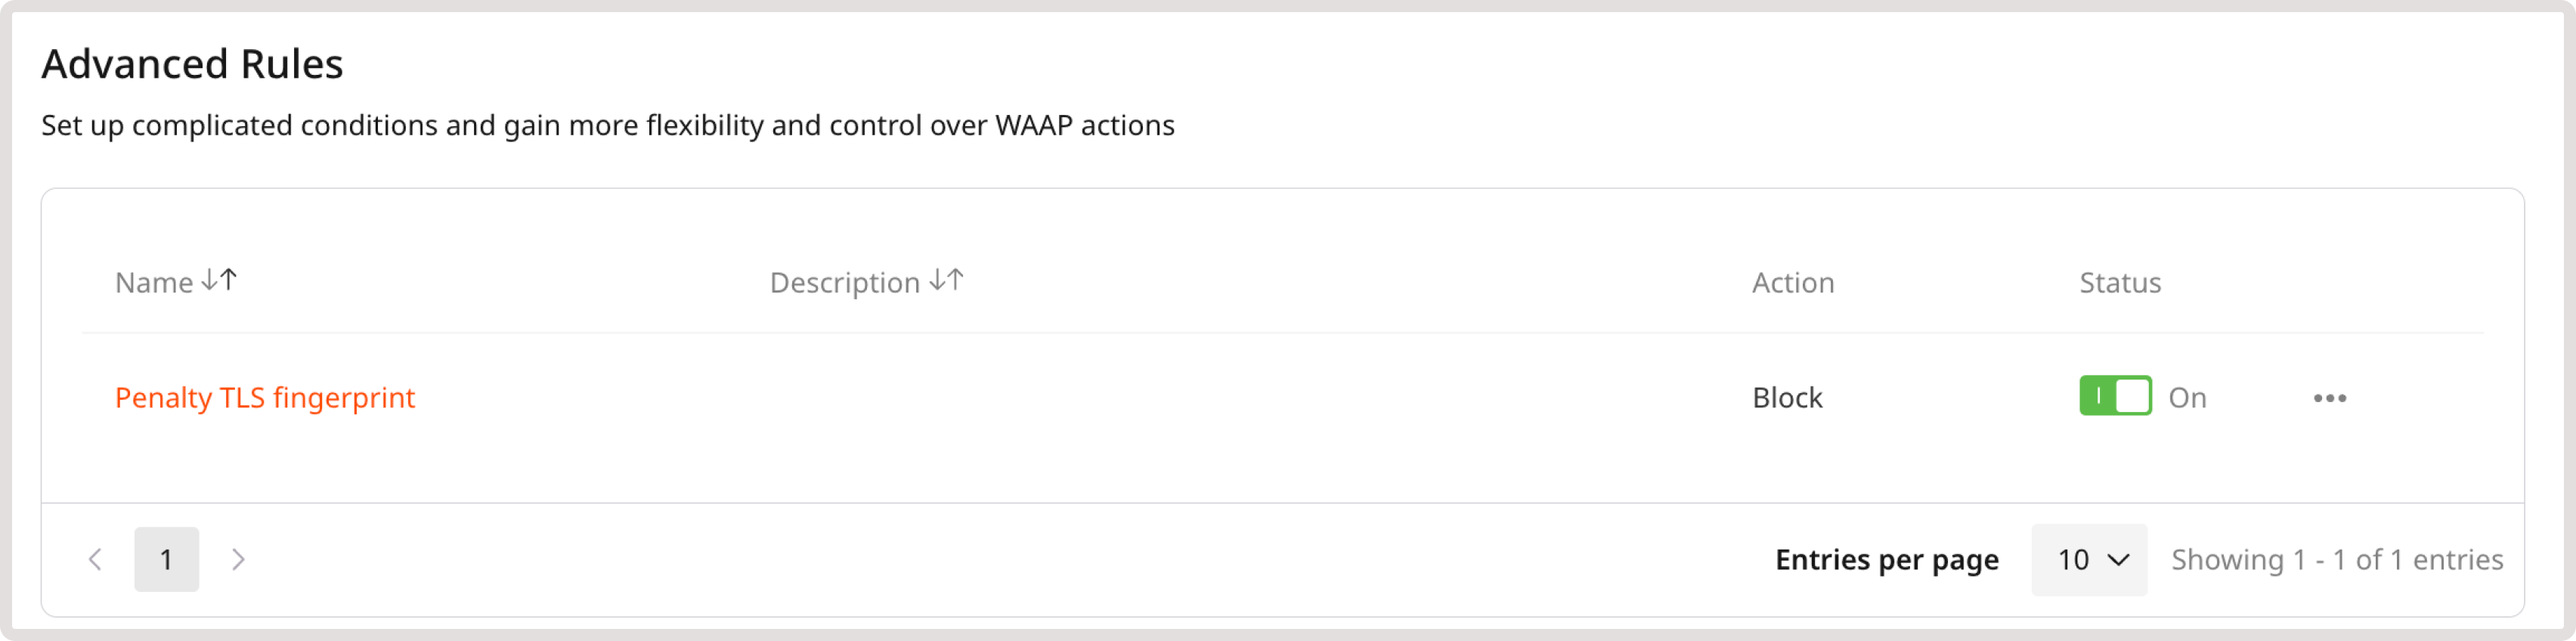 Advanced Rules
Set up complicated conditions and gain more flexibility and control over WAAP actions
Name Description Action Status
Penalty TLS fingerprint Block On
1 Entries per page 10 Showing 1 - 1 of 1 entries